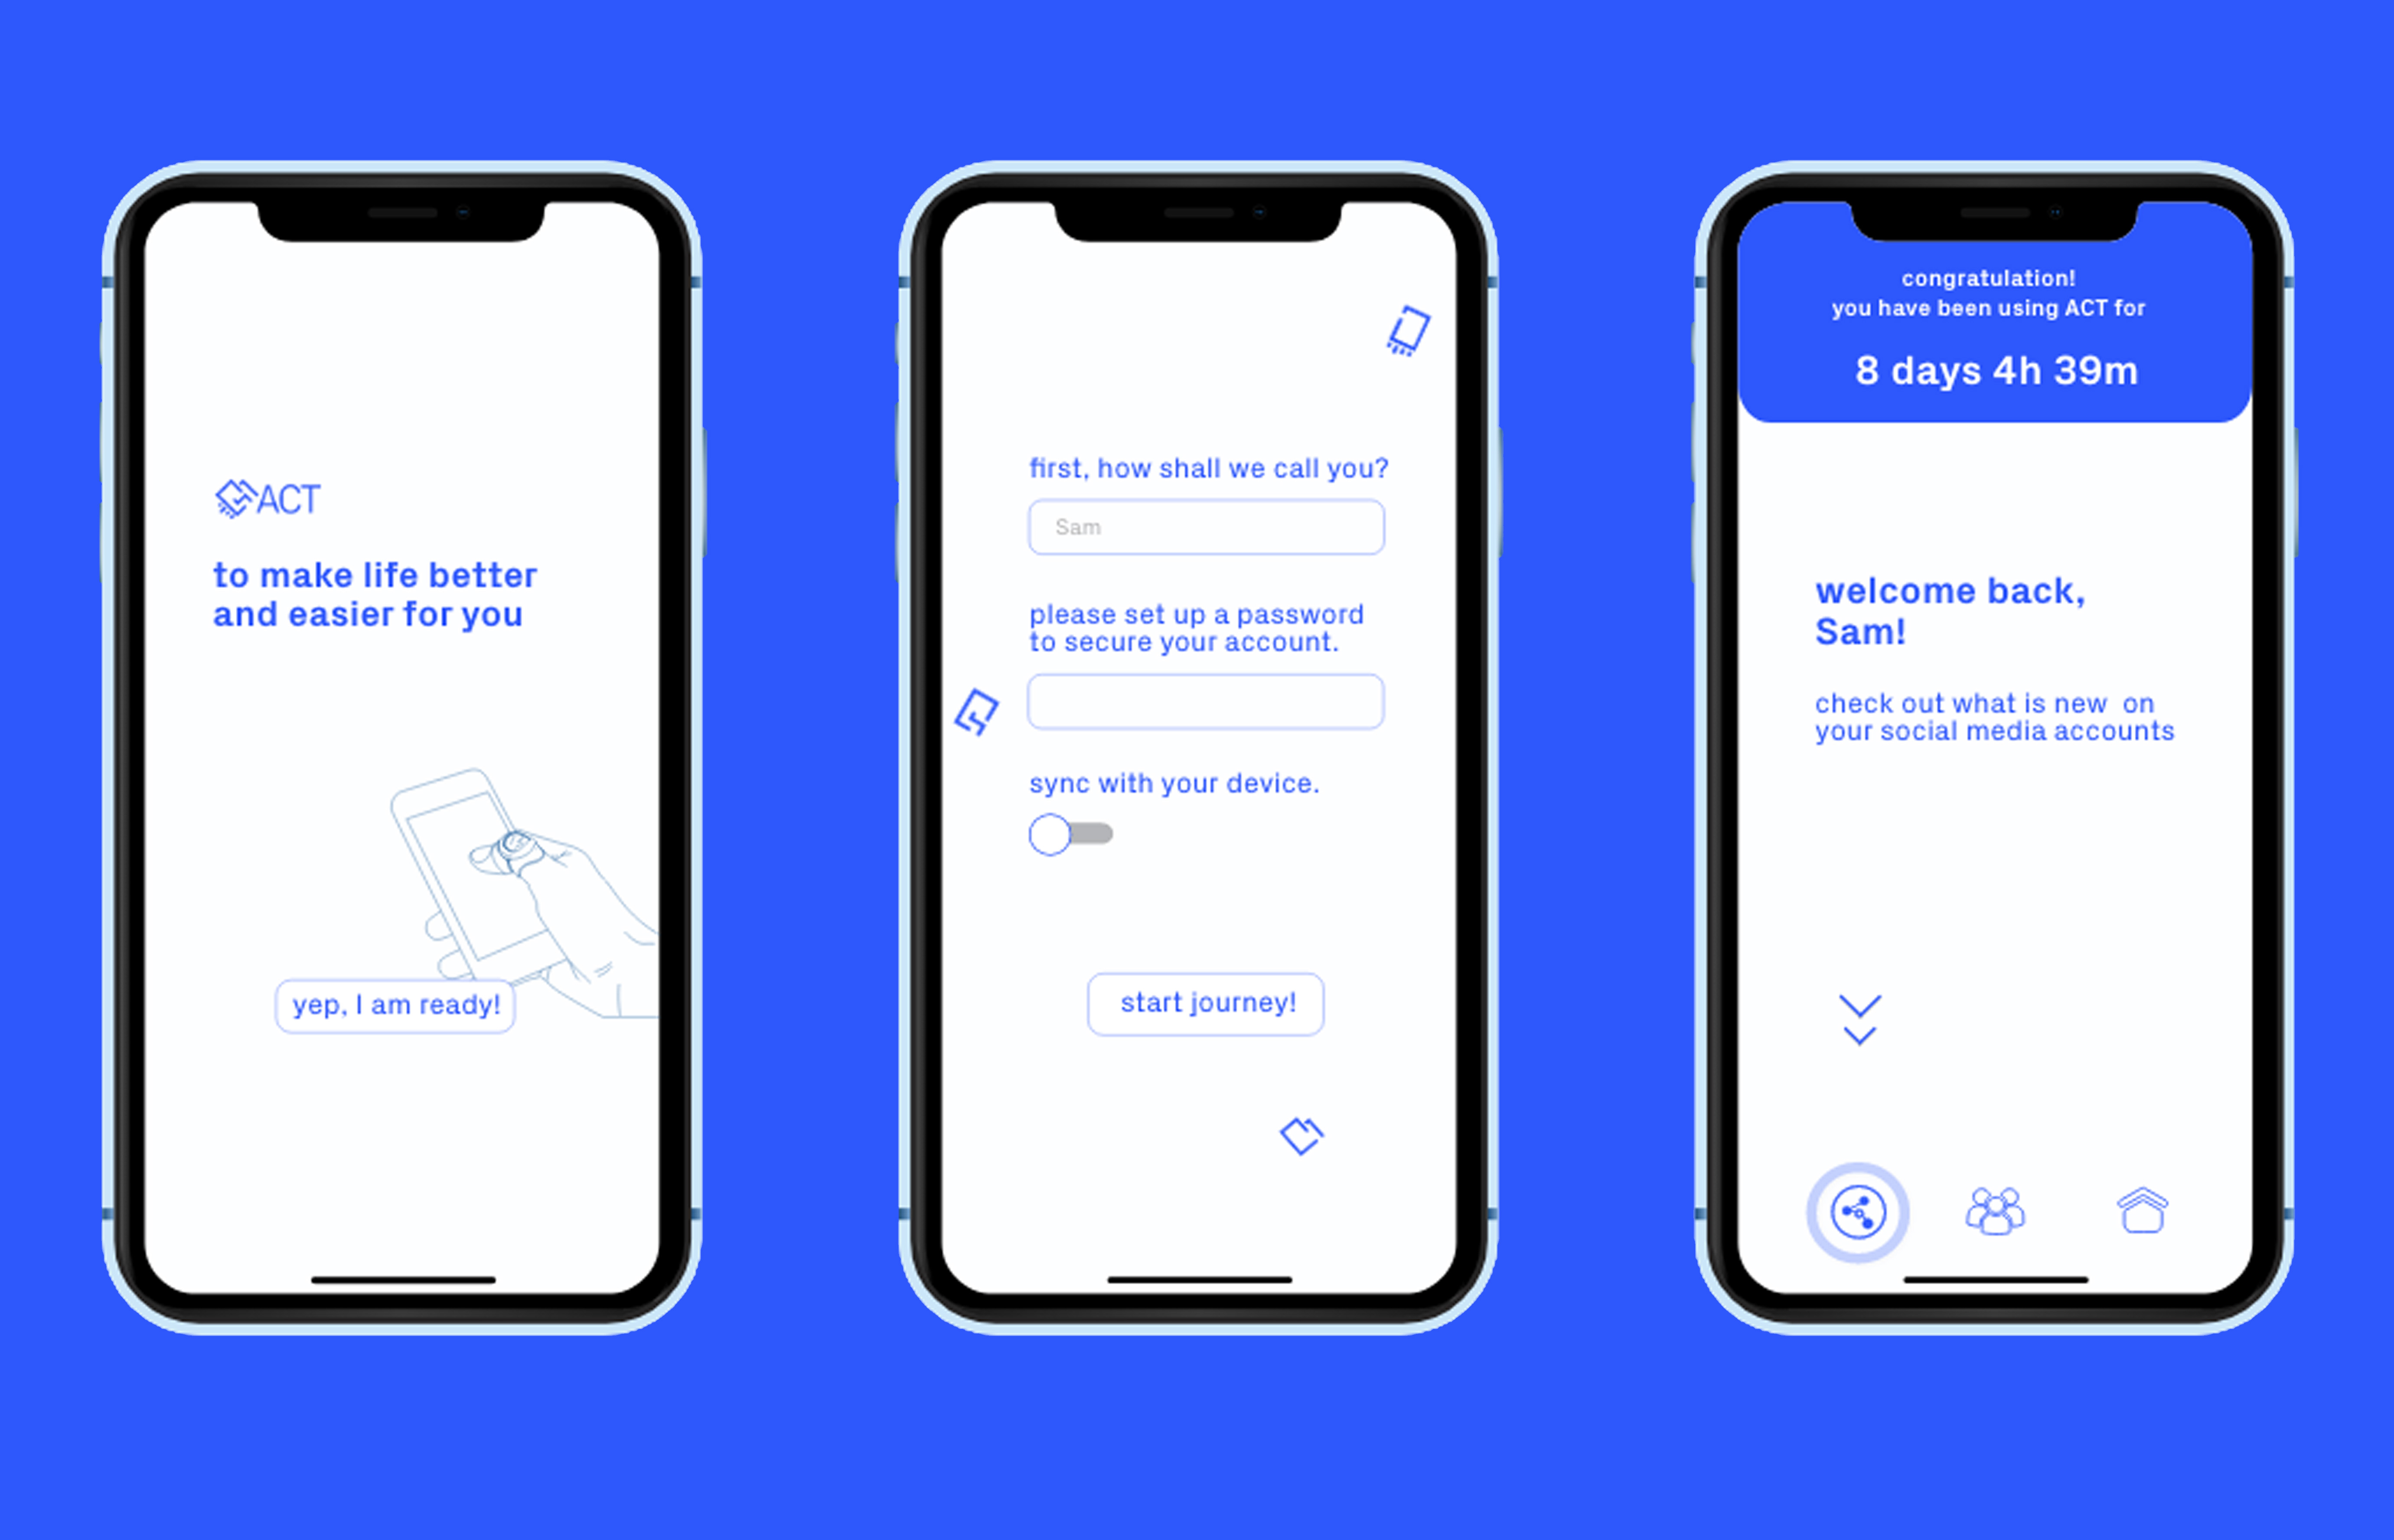 ACT
to make life better
and easier for you
yep, I am ready!
first, how shall we call you?
Sam
please set up a password
to secure your account.
sync with your device.
start journey!
congratulation!
you have been using ACT for
8 days 4h 39m
welcome back,
Sam!
check out what is new  on
your social media accounts